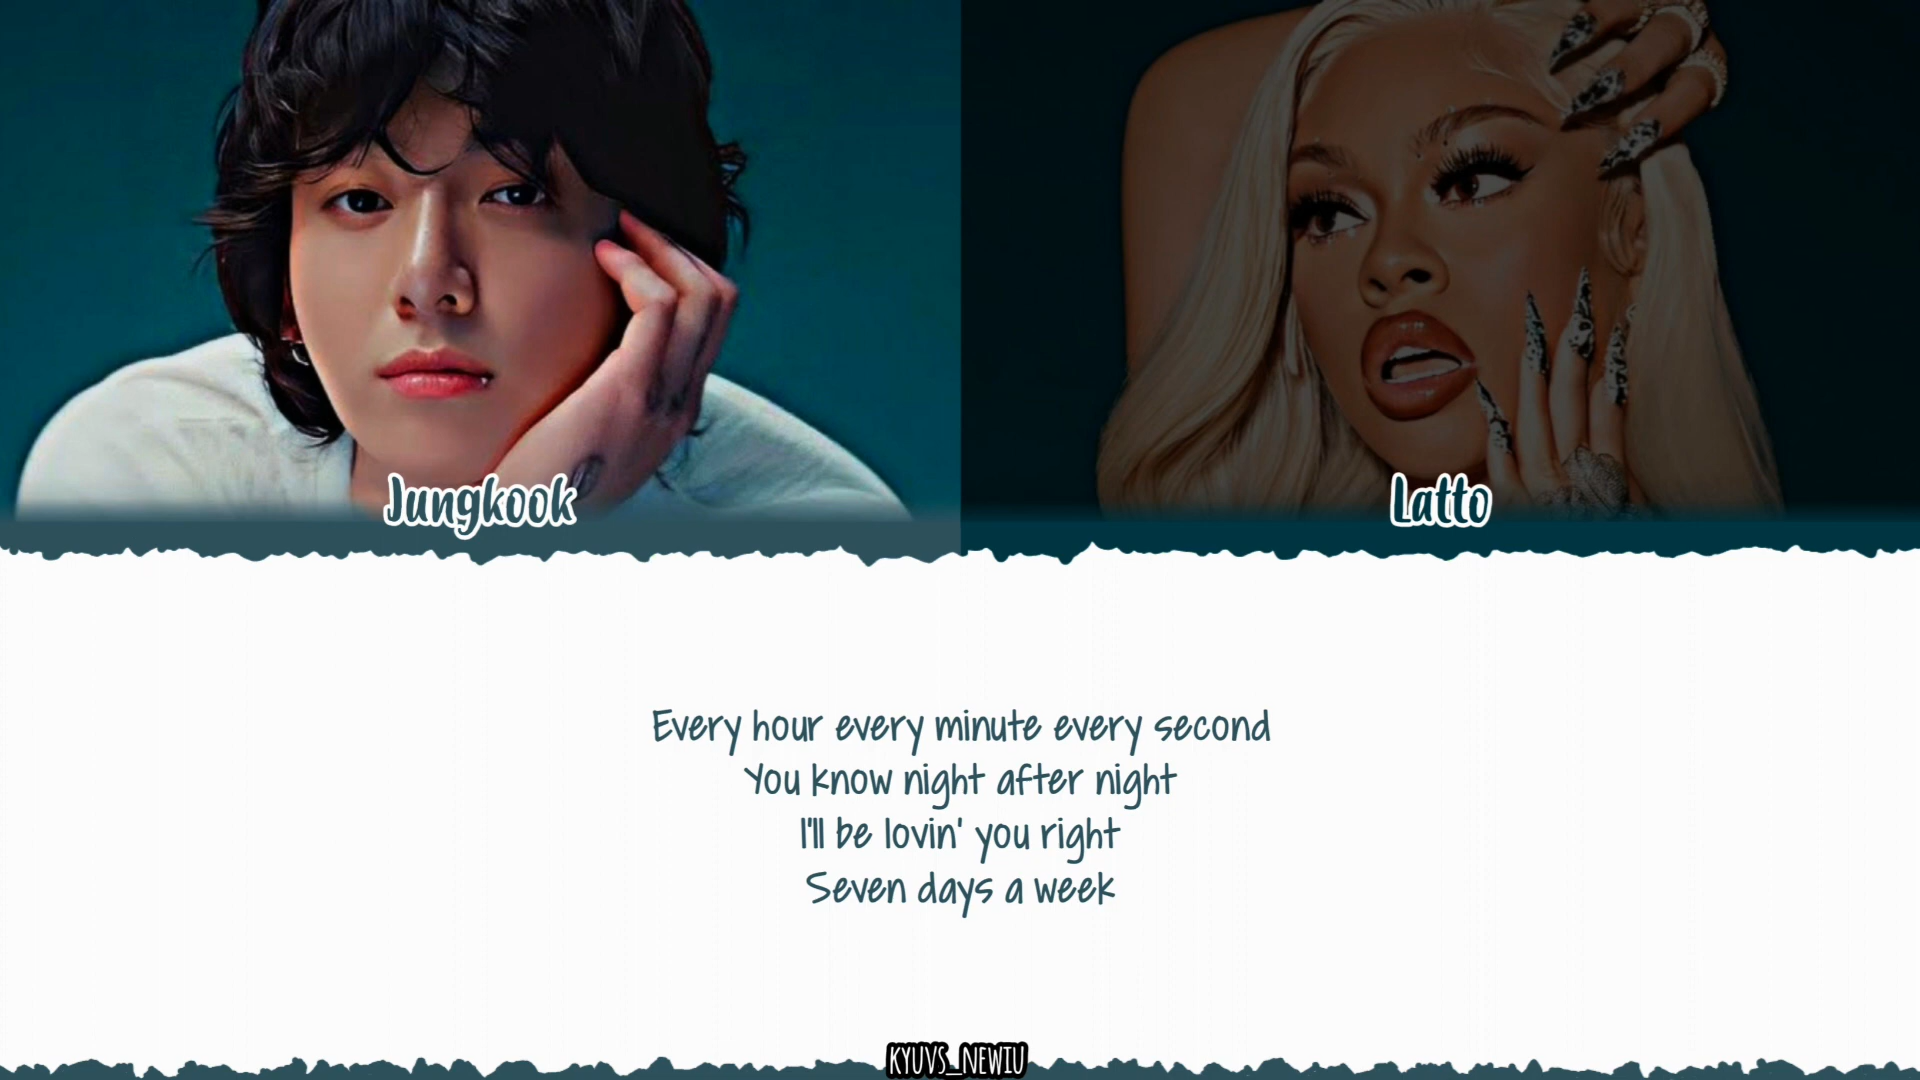 Jungkook
Latto
Every hour every minute every second
You know night after night
I'll be lovin' you right
Seven days a week
KYUVS_NEWIU